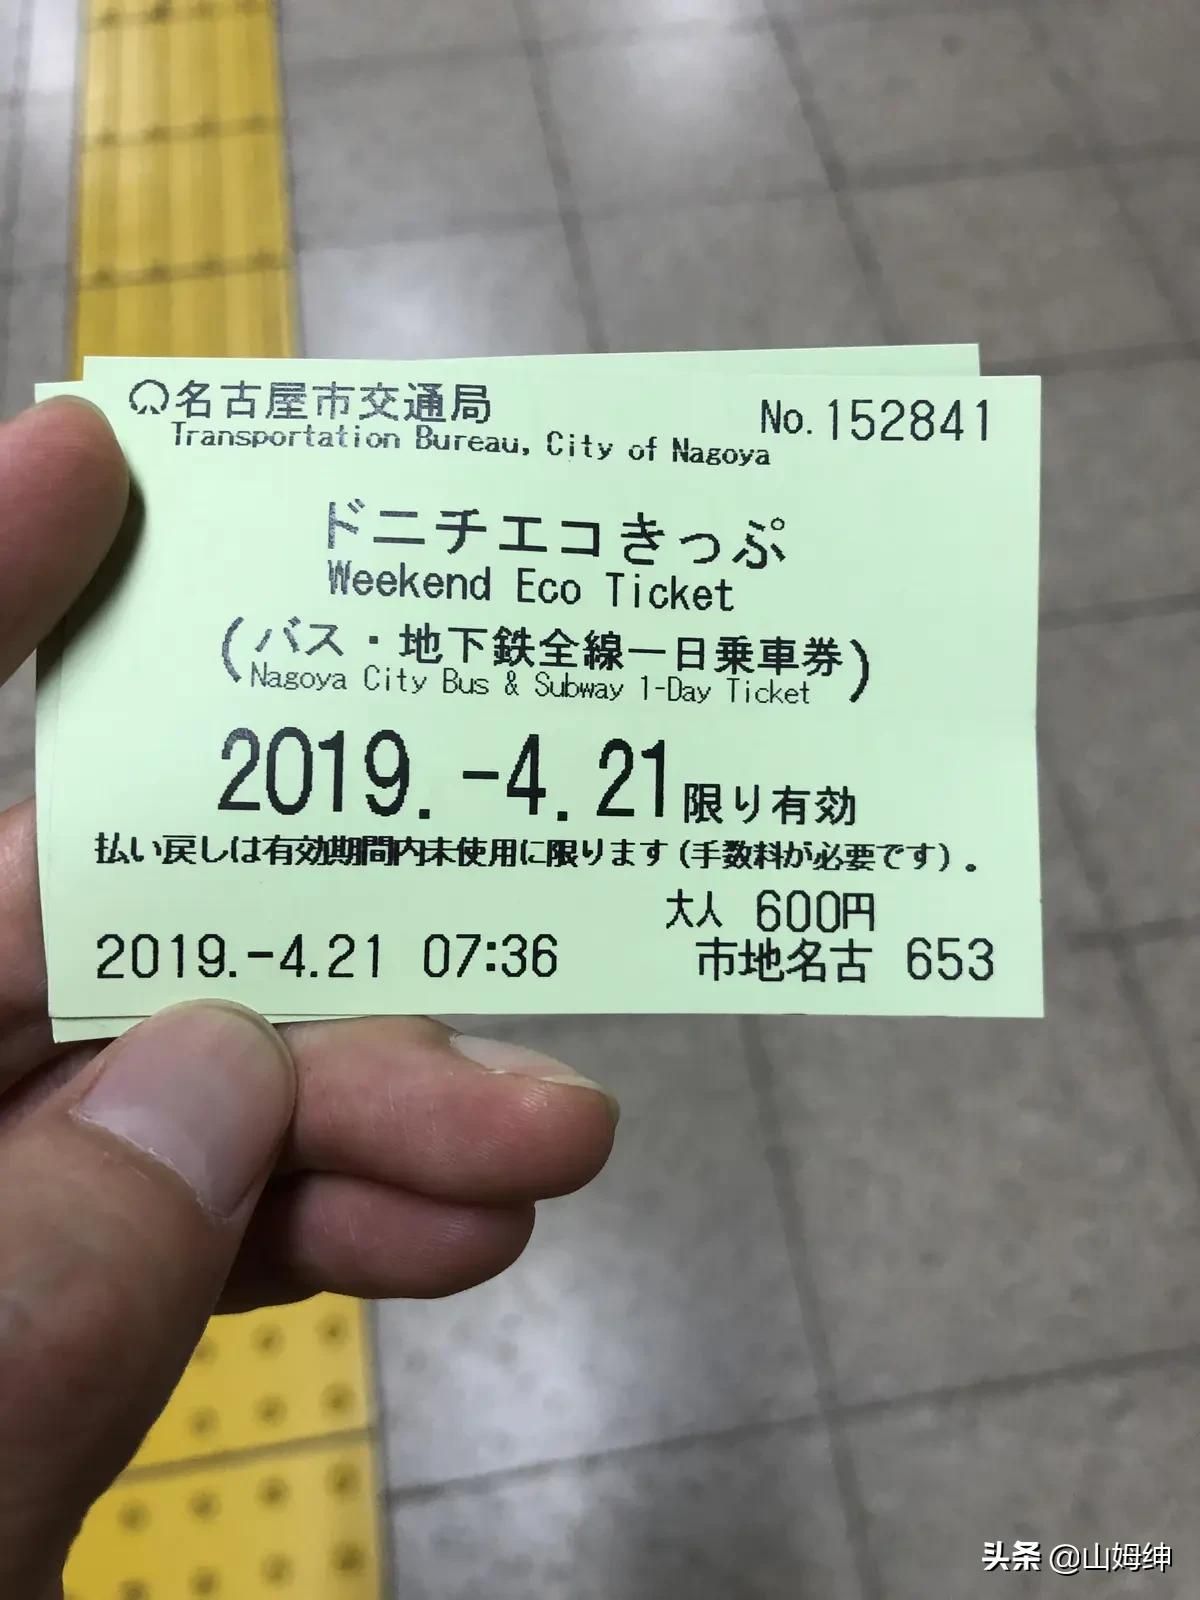 名古屋市交通局
No.152841
Transportation Bureau, City of Nagoya
ドニチエコきっぷ
Weekend Eco Ticket
(バス・地下鉄全線一日乗車券)
Nagoya City Bus & Subway 1-Day Ticket
2019.-4.21限り有効
払い戻しは有効期間内未使用に限ります(手数料が必要です)。
大人 600円
2019.-4.21 07:36
市地名古 653
头条 @山姆绅